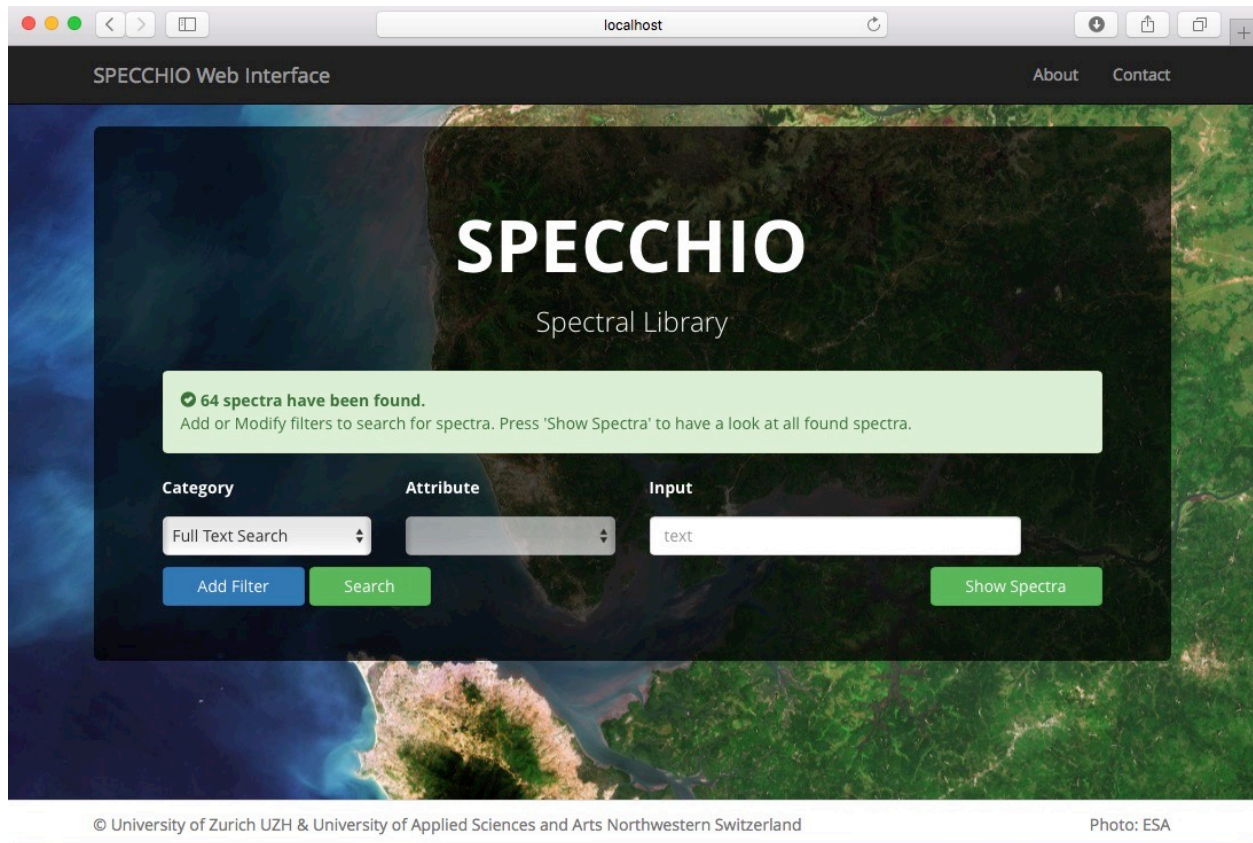 localhost
SPECCHIO Web Interface About Contact
SPECCHIO
Spectral Library
64 spectra have been found.
Add or Modify filters to search for spectra. Press 'Show Spectra' to have a look at all found spectra.
Category Attribute Input
Full Text Search text
Add Filter Search Show Spectra
© University of Zurich UZH & University of Applied Sciences and Arts Northwestern Switzerland Photo: ESA